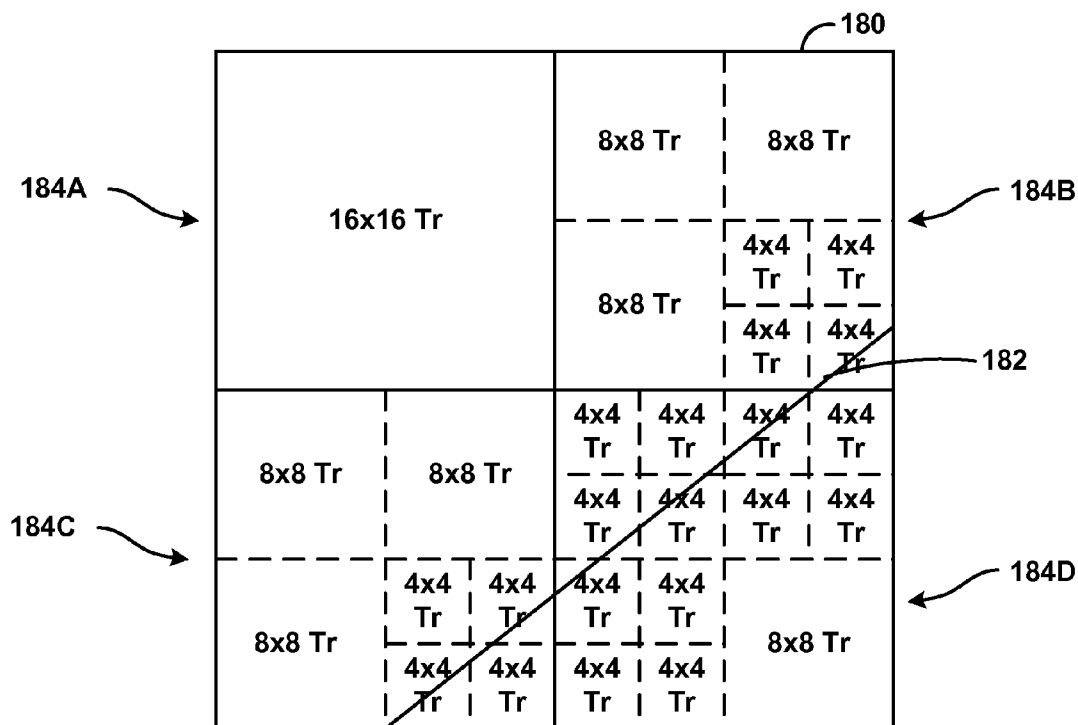 180
8x8 Tr 8x8 Tr
184A
184B
16x16 Tr
4x4 4x4
Tr Tr
8x8 Tr
4x4 4x4
Tr Tr
182
4x4 4x4 4x4 4x4
Tr Tr Tr Tr
8x8 Tr 8x8 Tr
4x4 4x4 4x4 4x4
Tr Tr Tr Tr
184C
184D
4x4 4x4 4x4 4x4
Tr Tr Tr Tr
8x8 Tr
8x8 Tr
4x4 4x4 4x4 4x4
Tr Tr Tr Tr